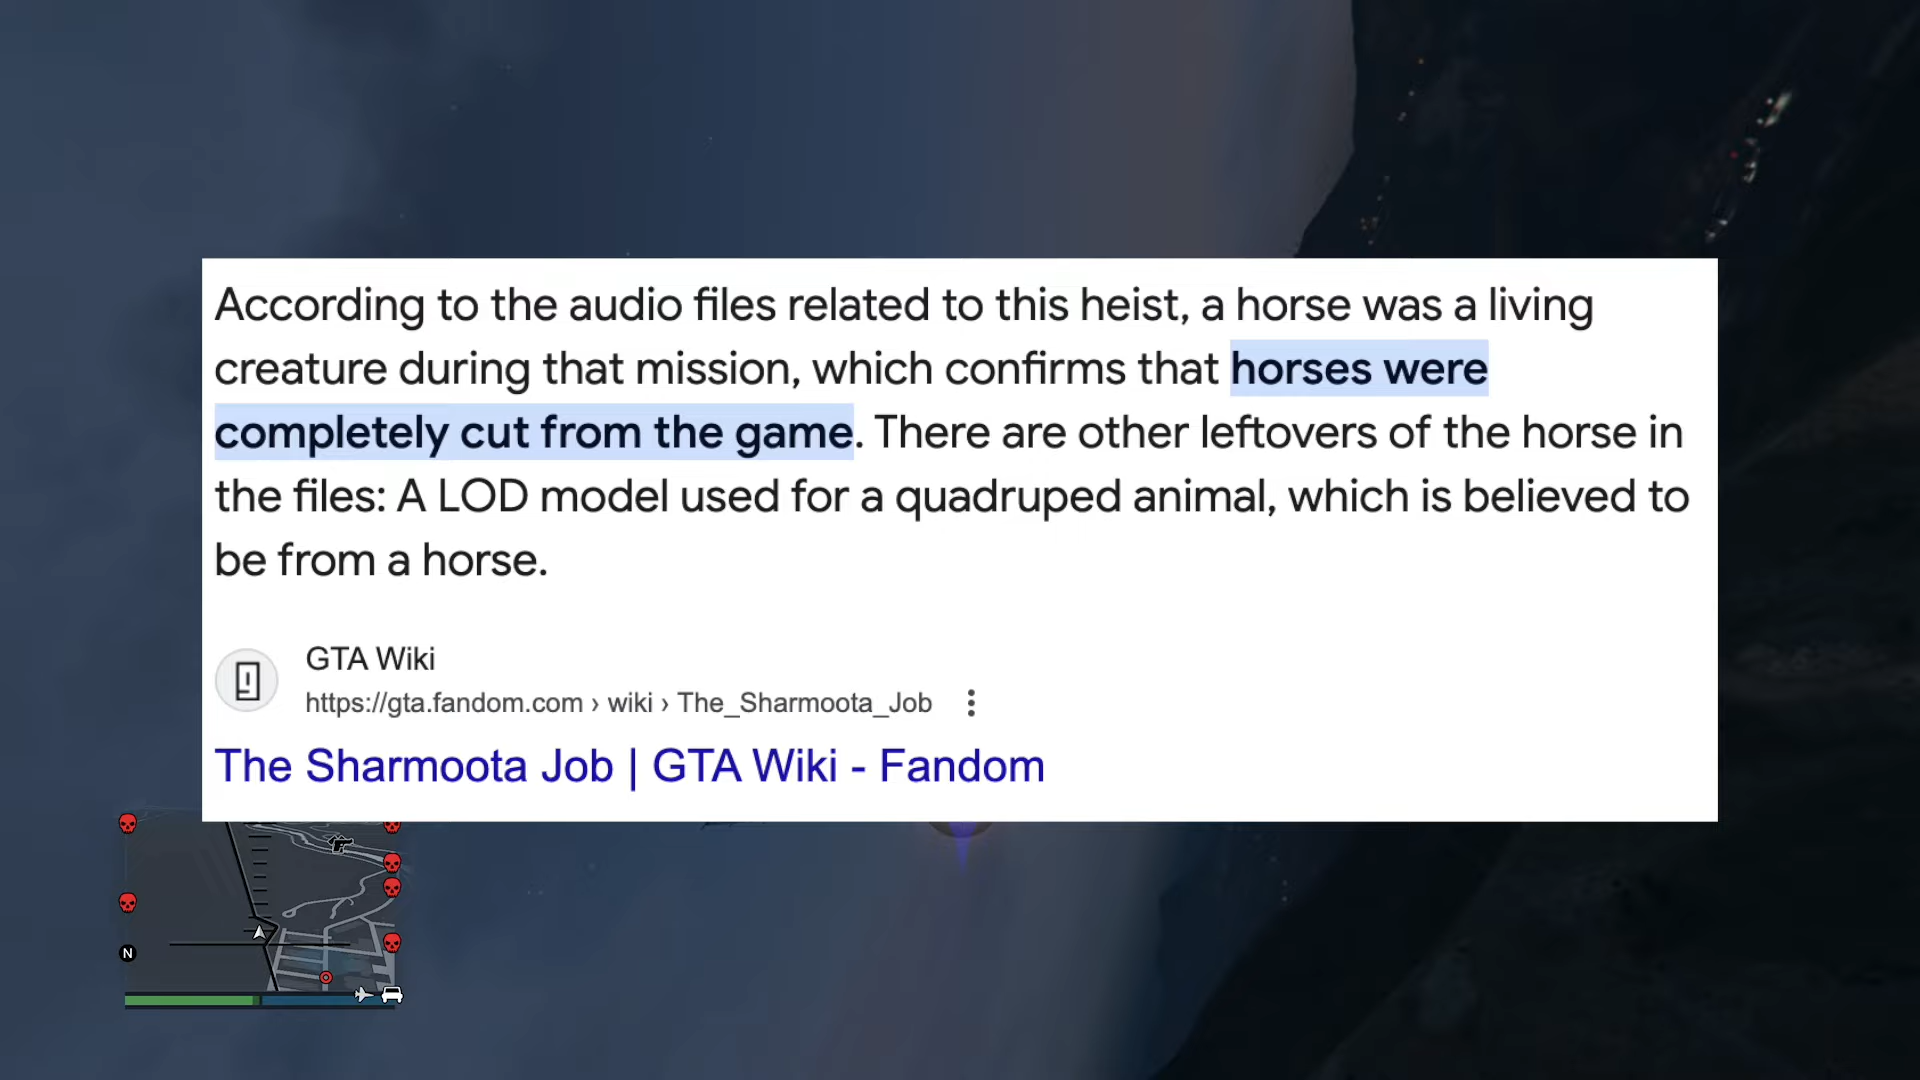 According to the audio files related to this heist, a horse was a living
creature during that mission, which confirms that horses were
completely cut from the game. There are other leftovers of the horse in
the files: A LOD model used for a quadruped animal, which is believed to
be from a horse.
GTA Wiki
https://gta.fandom.com › wiki › The_Sharmoota_Job
The Sharmoota Job | GTA Wiki - Fandom
N